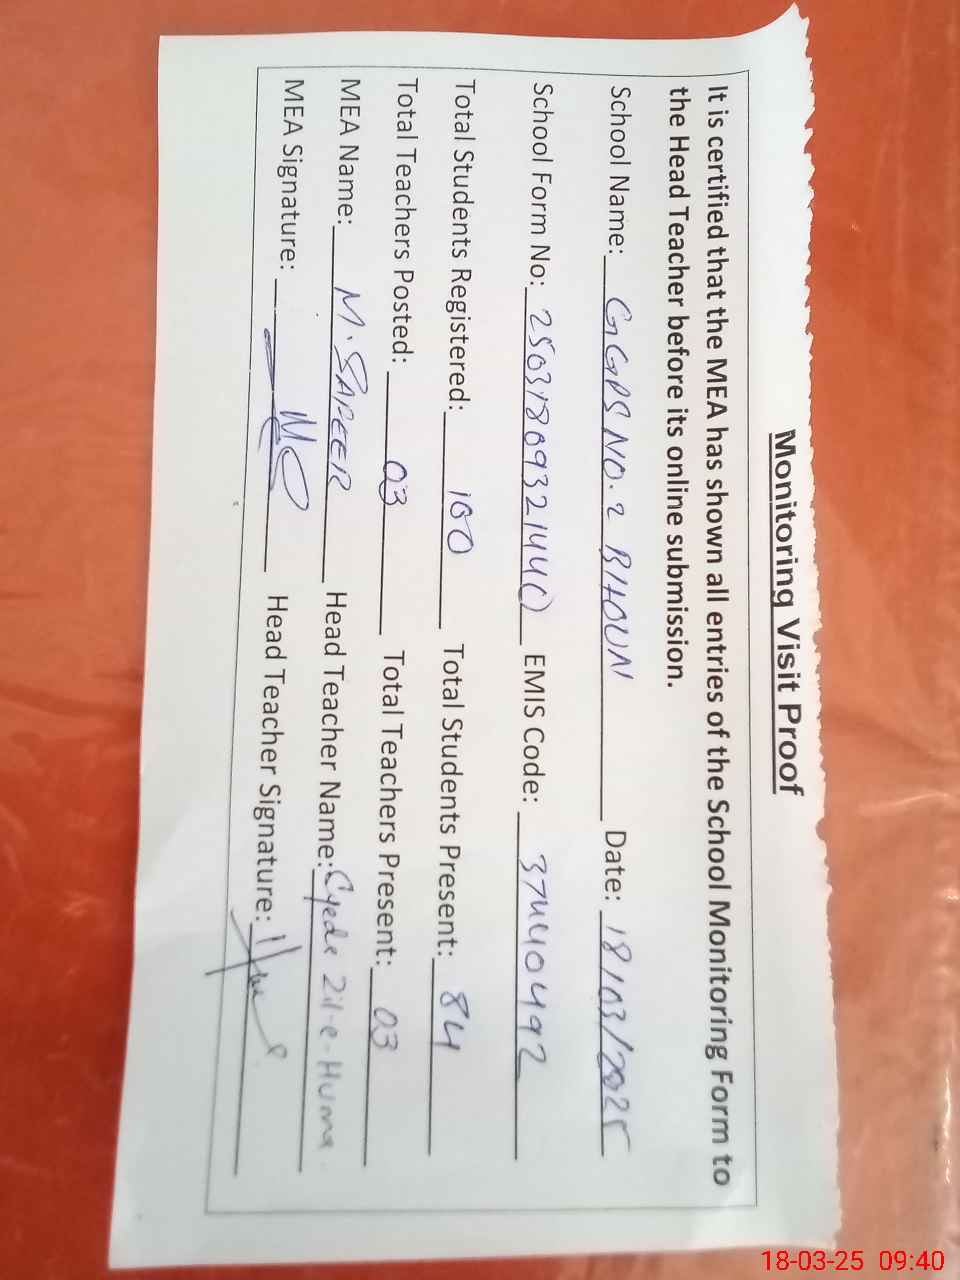 Monitoring Visit Proof
It is certified that the MEA has shown all entries of the School Monitoring Form to
the Head Teacher before its online submission.
School Name: GGPS NO. 2 BHOUN Date: 18/03/2025
School Form No: 25031809321440 EMIS Code: 37440492
Total Students Registered: 100 Total Students Present: 84
Total Teachers Posted: 03 Total Teachers Present: 03
MEA Name: M. SAFEER Head Teacher Name: Syeda Zil-e-Huma
MEA Signature: Head Teacher Signature:
18-03-25 09:40